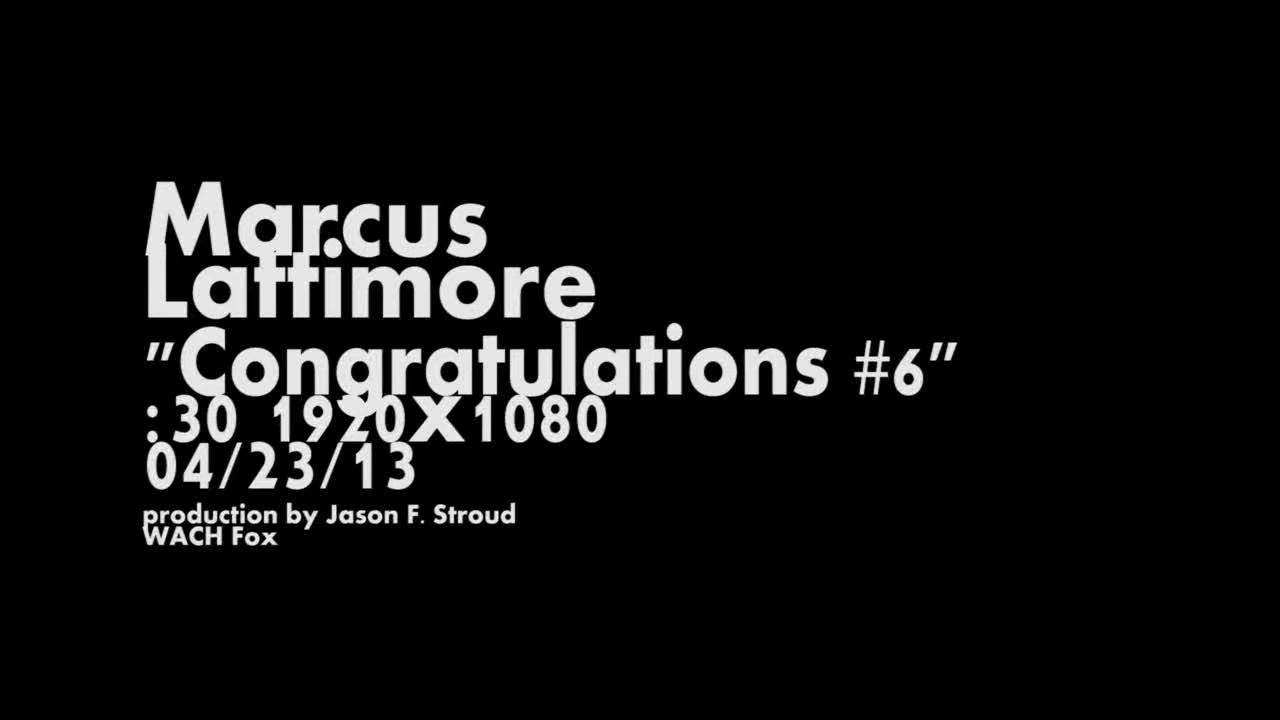 Marcus
Lattimore
"Congratulations #6"
:30 1920x1080
04/23/13
production by Jason F. Stroud
WACH Fox